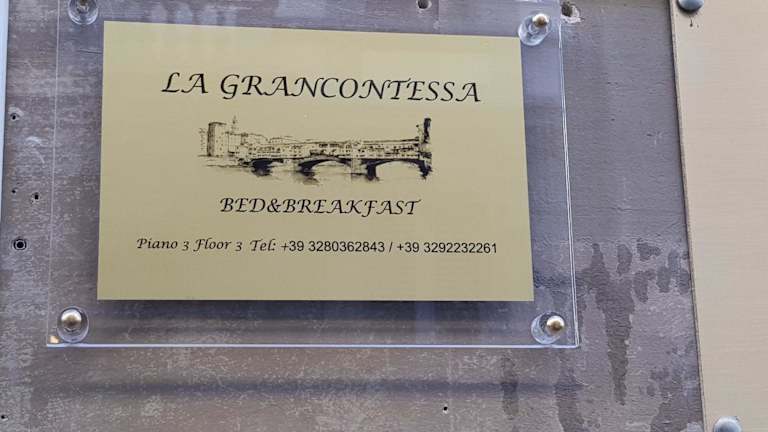 LA GRANCONTESSA
BED&BREAKFAST
Piano 3 Floor 3 Tel: +39 3280362843 / +39 3292232261